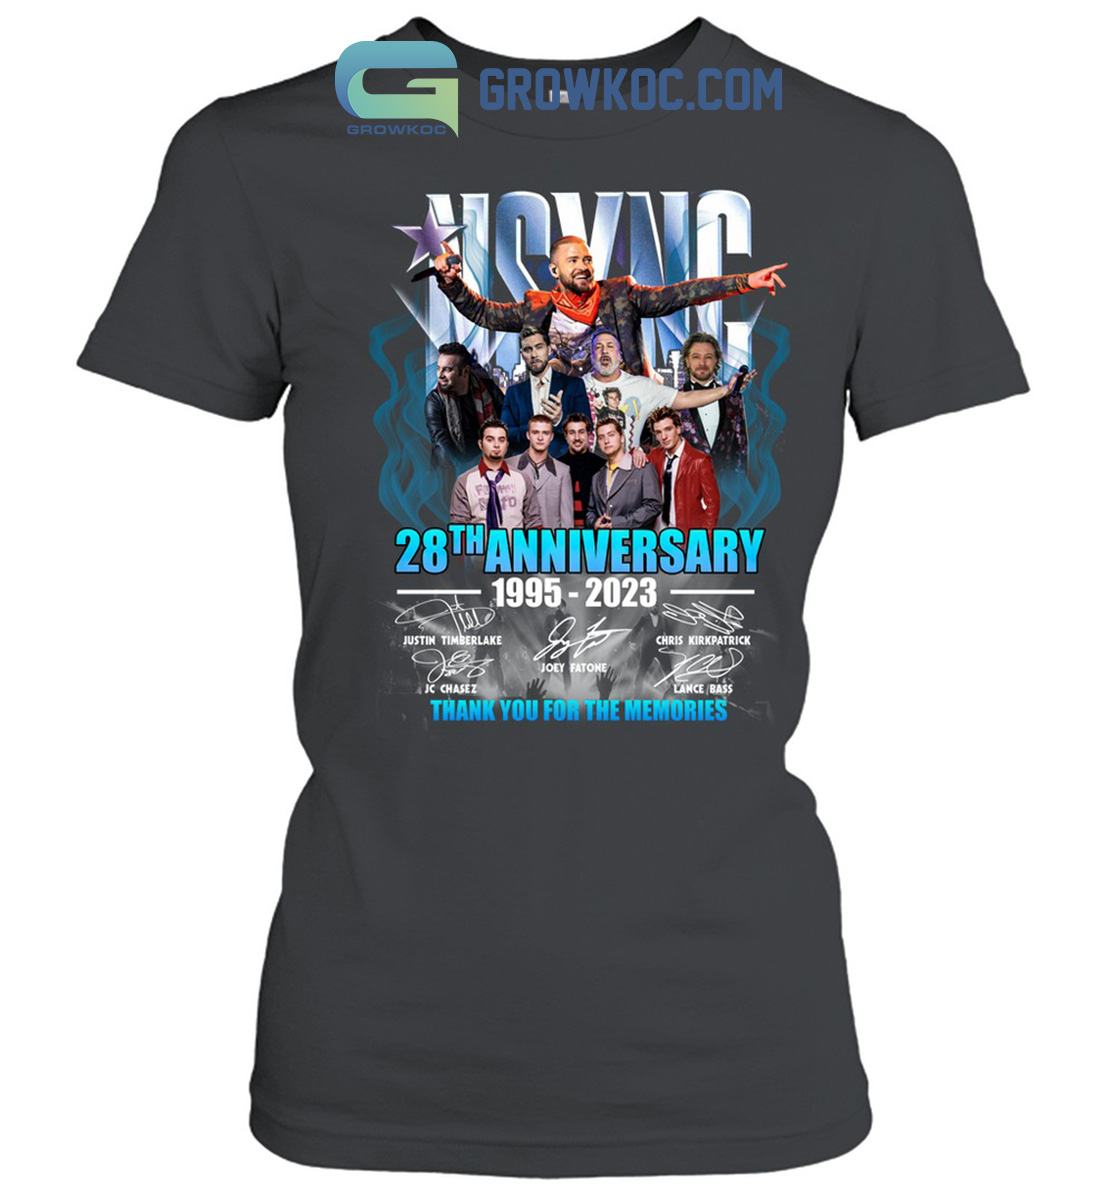 GROWKOC
GROWKOC.COM
NSYNC
28TH ANNIVERSARY
1995 - 2023
JUSTIN TIMBERLAKE
JOEY FATONE
CHRIS KIRKPATRICK
JC CHASEZ
LANCE BASS
THANK YOU FOR THE MEMORIES